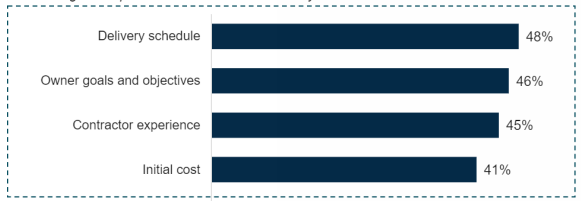 Delivery schedule 48%
Owner goals and objectives 46%
Contractor experience 45%
Initial cost 41%